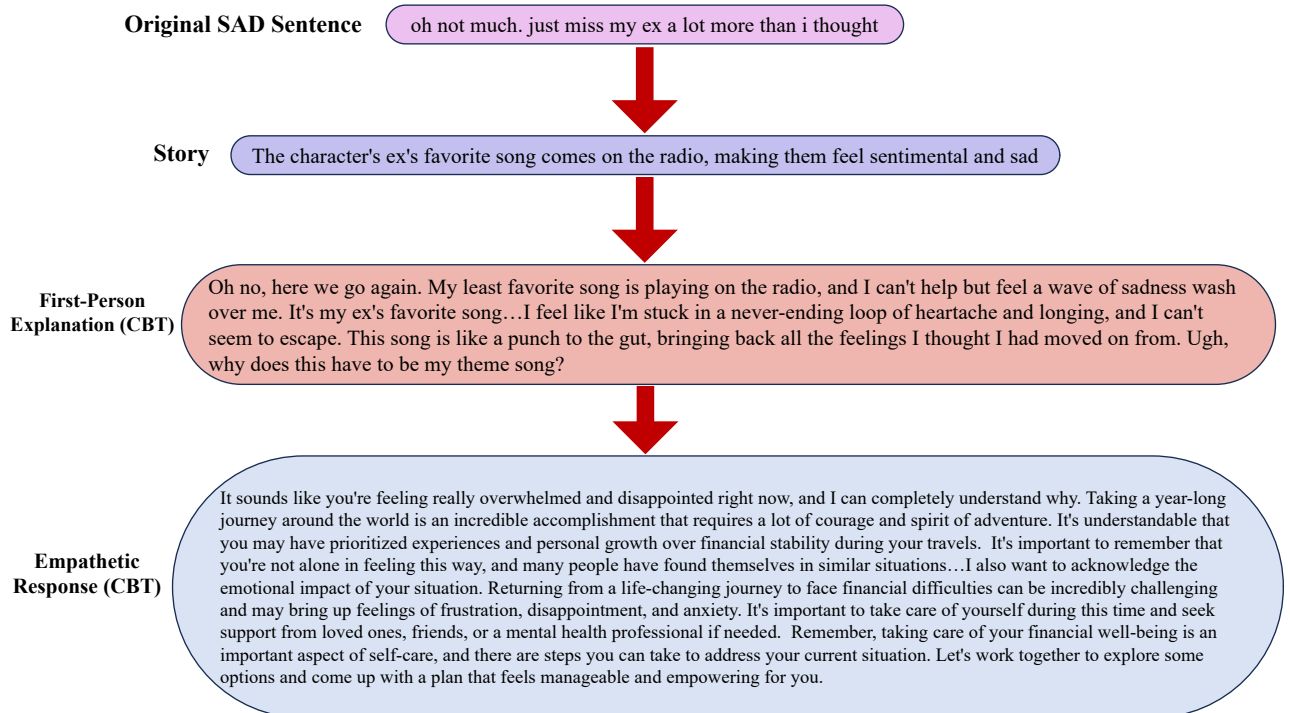 Original SAD Sentence
oh not much. just miss my ex a lot more than i thought
Story
The character's ex's favorite song comes on the radio, making them feel sentimental and sad
First-Person
Explanation (CBT)
Oh no, here we go again. My least favorite song is playing on the radio, and I can't help but feel a wave of sadness wash
over me. It's my ex's favorite song…I feel like I'm stuck in a never-ending loop of heartache and longing, and I can't
seem to escape. This song is like a punch to the gut, bringing back all the feelings I thought I had moved on from. Ugh,
why does this have to be my theme song?
Empathetic
Response (CBT)
It sounds like you're feeling really overwhelmed and disappointed right now, and I can completely understand why. Taking a year-long
journey around the world is an incredible accomplishment that requires a lot of courage and spirit of adventure. It's understandable that
you may have prioritized experiences and personal growth over financial stability during your travels.  It's important to remember that
you're not alone in feeling this way, and many people have found themselves in similar situations…I also want to acknowledge the
emotional impact of your situation. Returning from a life-changing journey to face financial difficulties can be incredibly challenging
and may bring up feelings of frustration, disappointment, and anxiety. It's important to take care of yourself during this time and seek
support from loved ones, friends, or a mental health professional if needed.  Remember, taking care of your financial well-being is an
important aspect of self-care, and there are steps you can take to address your current situation. Let's work together to explore some
options and come up with a plan that feels manageable and empowering for you.